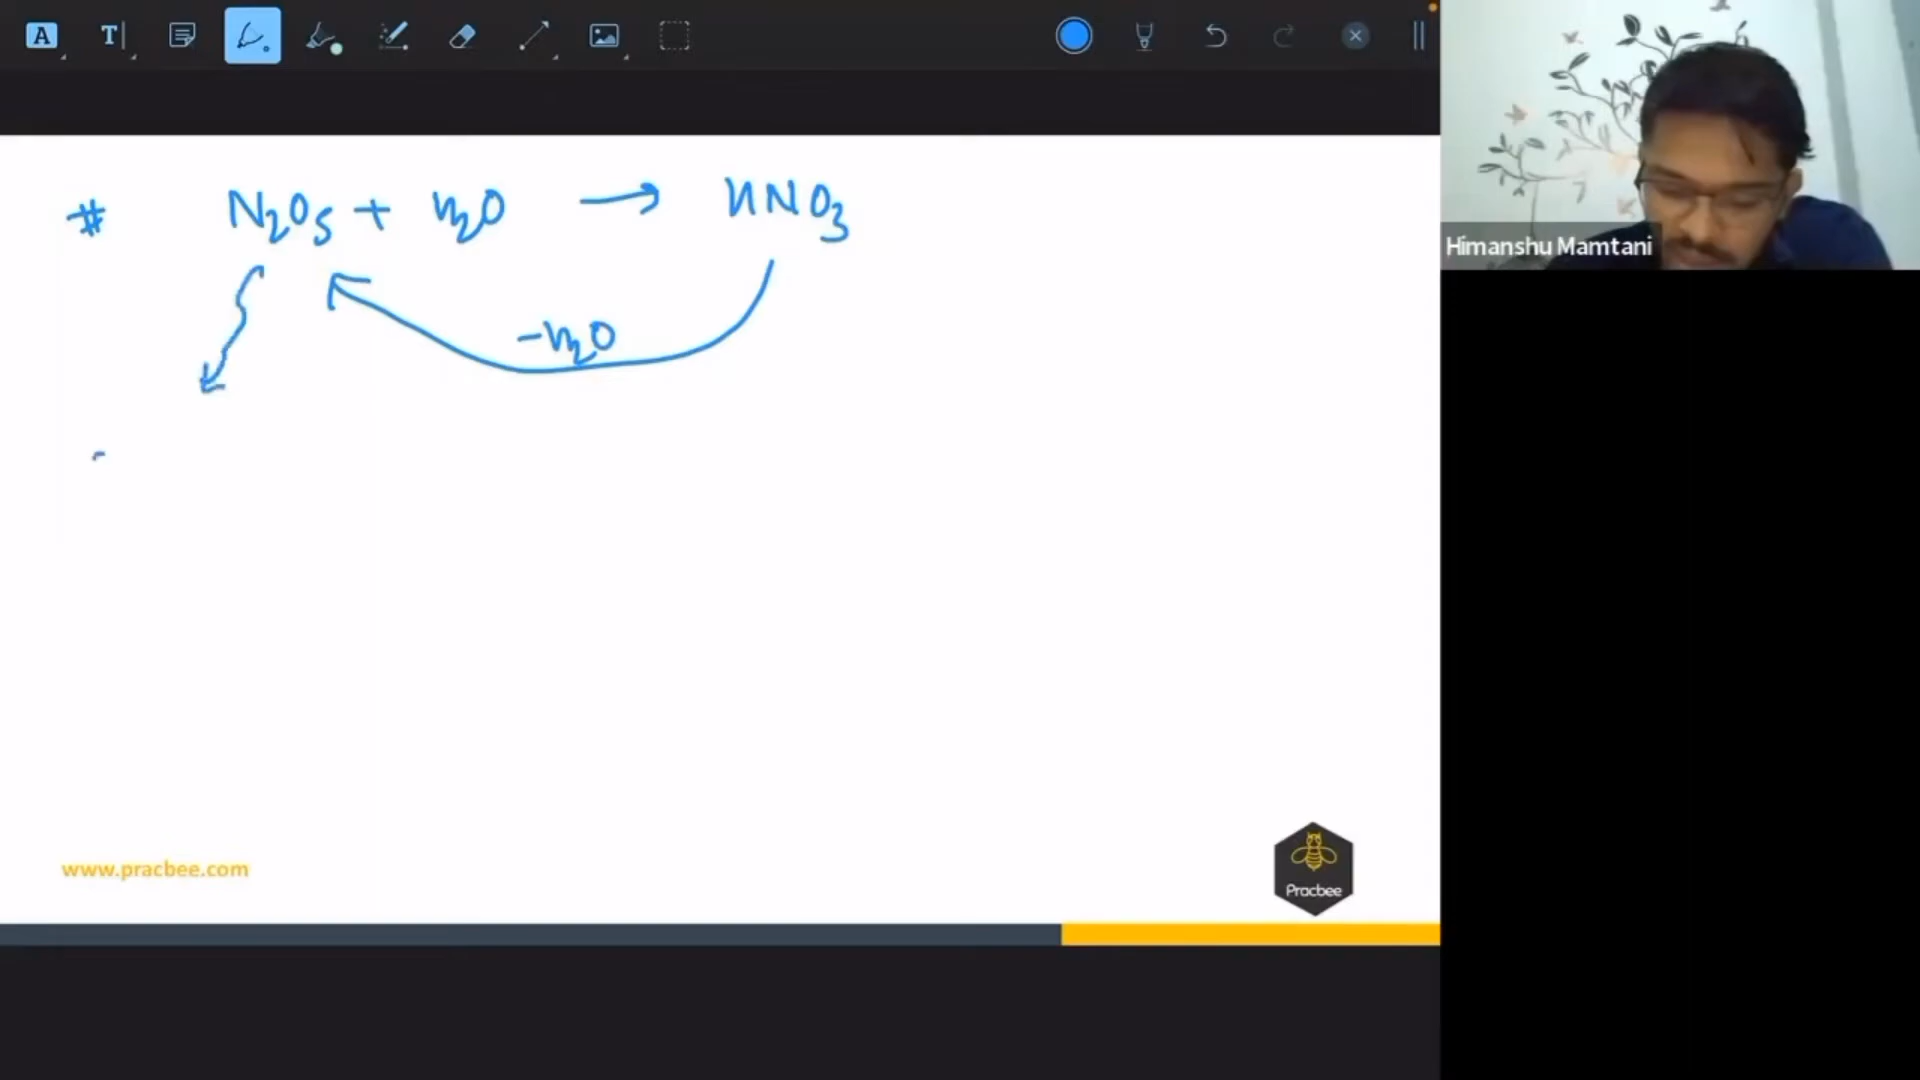 A T
# N2O5 + H2O → HNO3
-H2O
Himanshu Mamtani
www.pracbee.com
Pracbee